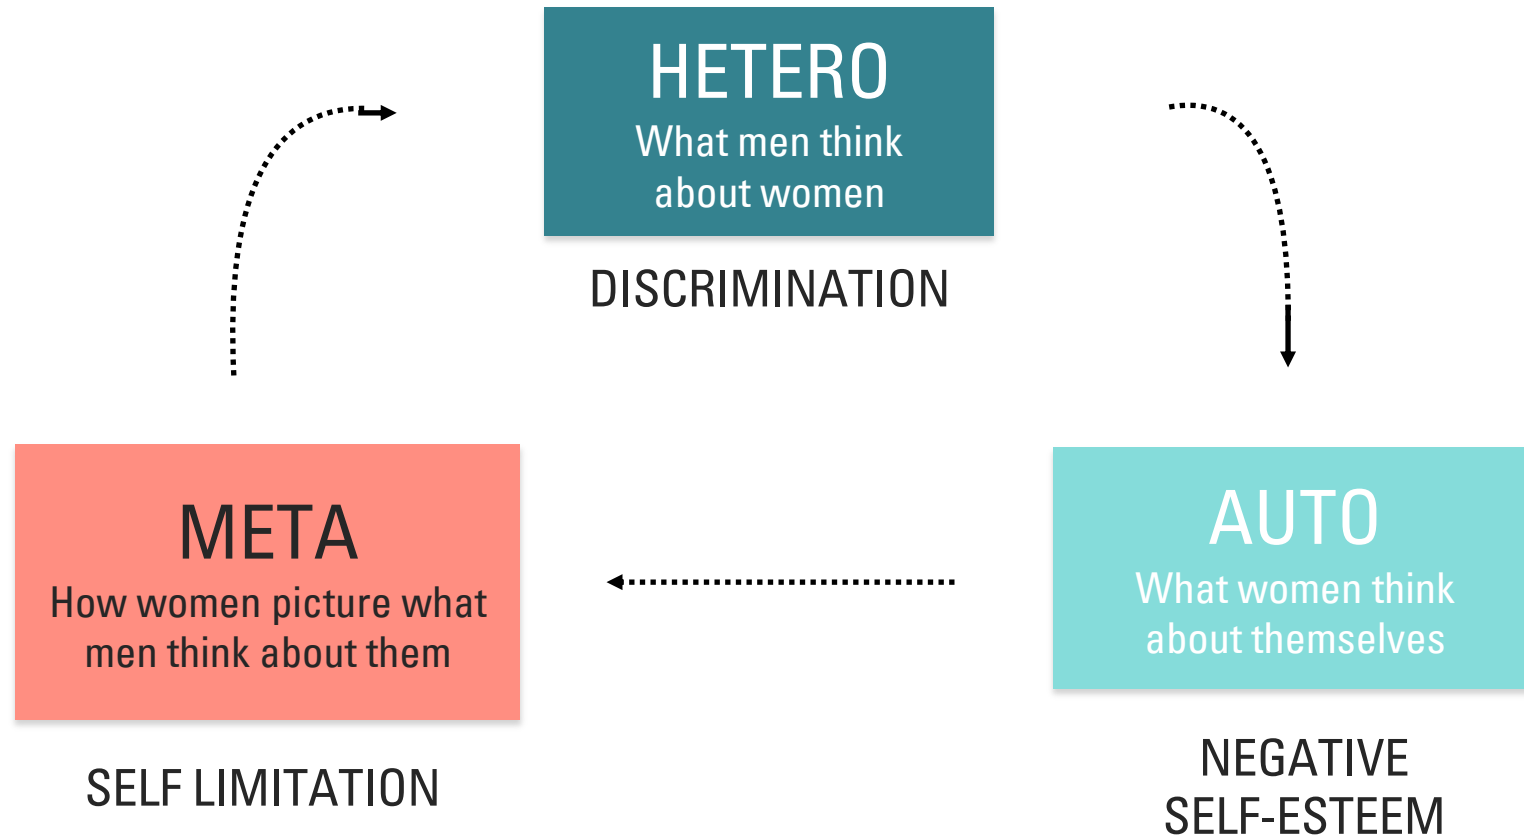 HETERO
What men think
about women
DISCRIMINATION
META
How women picture what
men think about them
SELF LIMITATION
AUTO
What women think
about themselves
NEGATIVE
SELF-ESTEEM